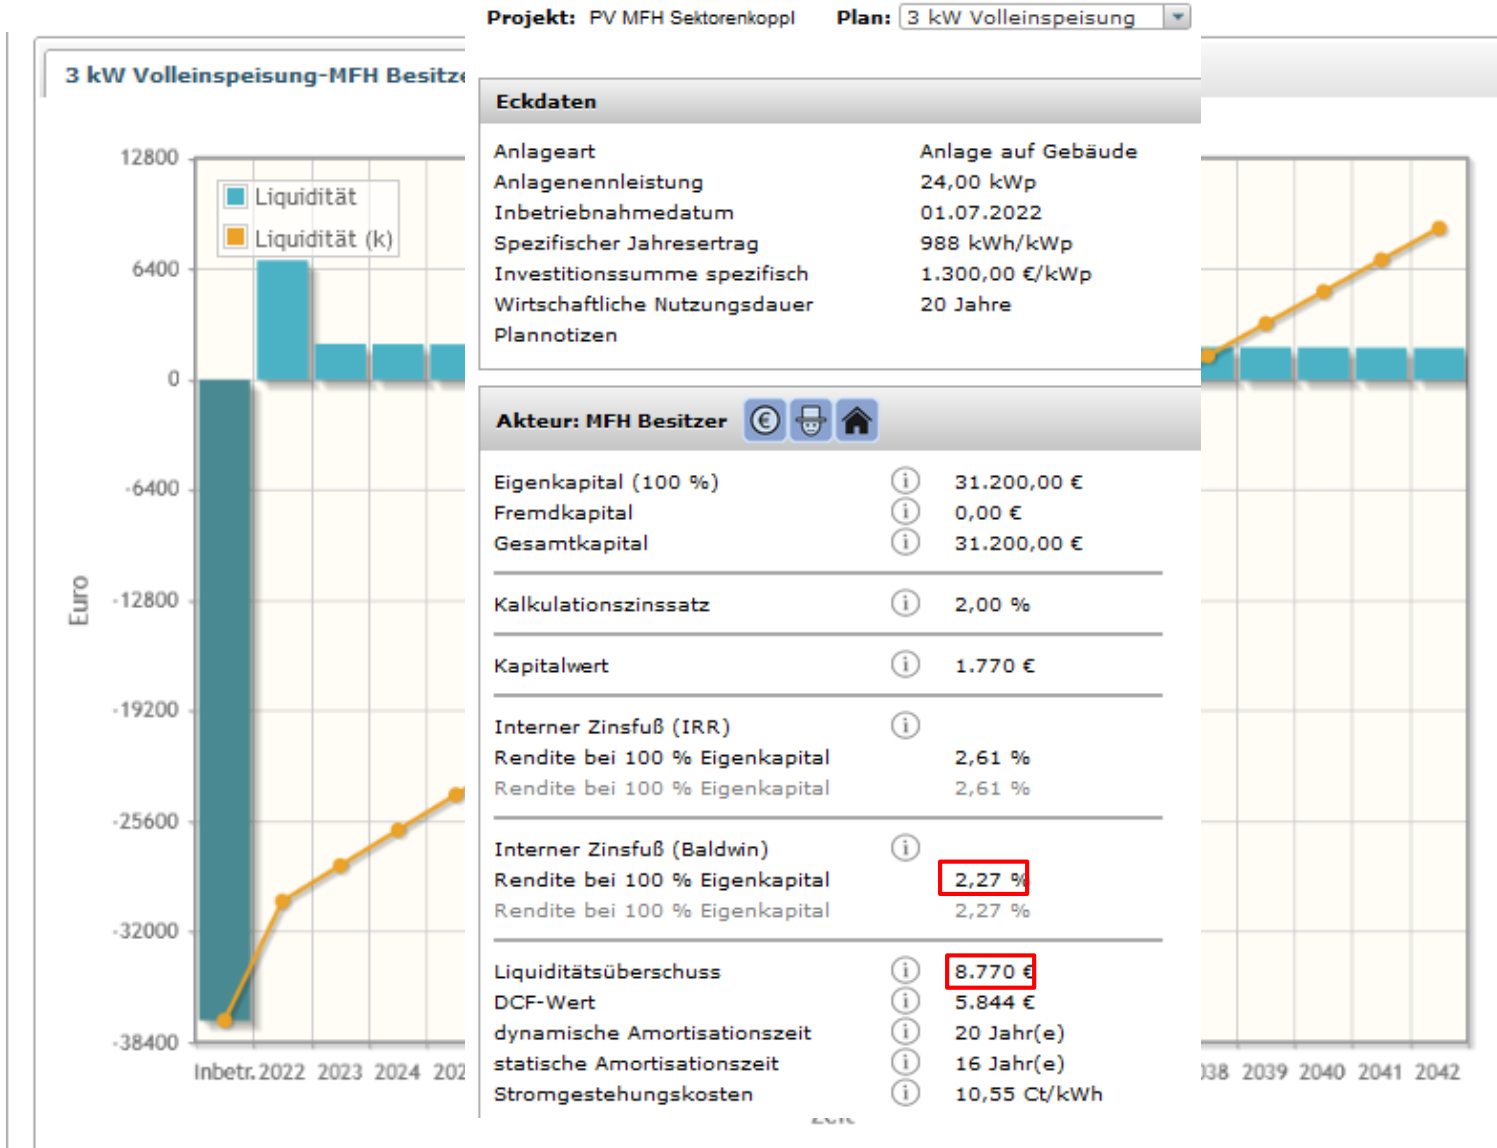 Projekt: PV MFH Sektorenkoppl Plan: 3 kW Volleinspeisung
3 kW Volleinspeisung-MFH Besitze
Eckdaten
Anlageart Anlage auf Gebäude
Anlagennennleistung 24,00 kWp
Inbetriebnahmedatum 01.07.2022
Spezifischer Jahresertrag 988 kWh/kWp
Investitionssumme spezifisch 1.300,00 €/kWp
Wirtschaftliche Nutzungsdauer 20 Jahre
Plannotizen
Akteur: MFH Besitzer
Eigenkapital (100 %) 31.200,00 €
Fremdkapital 0,00 €
Gesamtkapital 31.200,00 €
Kalkulationszinssatz 2,00 %
Kapitalwert 1.770 €
Interner Zinsfuß (IRR)
Rendite bei 100 % Eigenkapital 2,61 %
Rendite bei 100 % Eigenkapital 2,61 %
Interner Zinsfuß (Baldwin)
Rendite bei 100 % Eigenkapital 2,27 %
Rendite bei 100 % Eigenkapital 2,27 %
Liquiditätsüberschuss 8.770 €
DCF-Wert 5.844 €
dynamische Amortisationszeit 20 Jahr(e)
statische Amortisationszeit 16 Jahr(e)
Stromgestehungskosten 10,55 Ct/kWh
Liquidität
Liquidität (k)
12800
6400
0
-6400
-12800
-19200
-25600
-32000
-38400
Euro
Inbetr. 2022 2023 2024 202 038 2039 2040 2041 2042